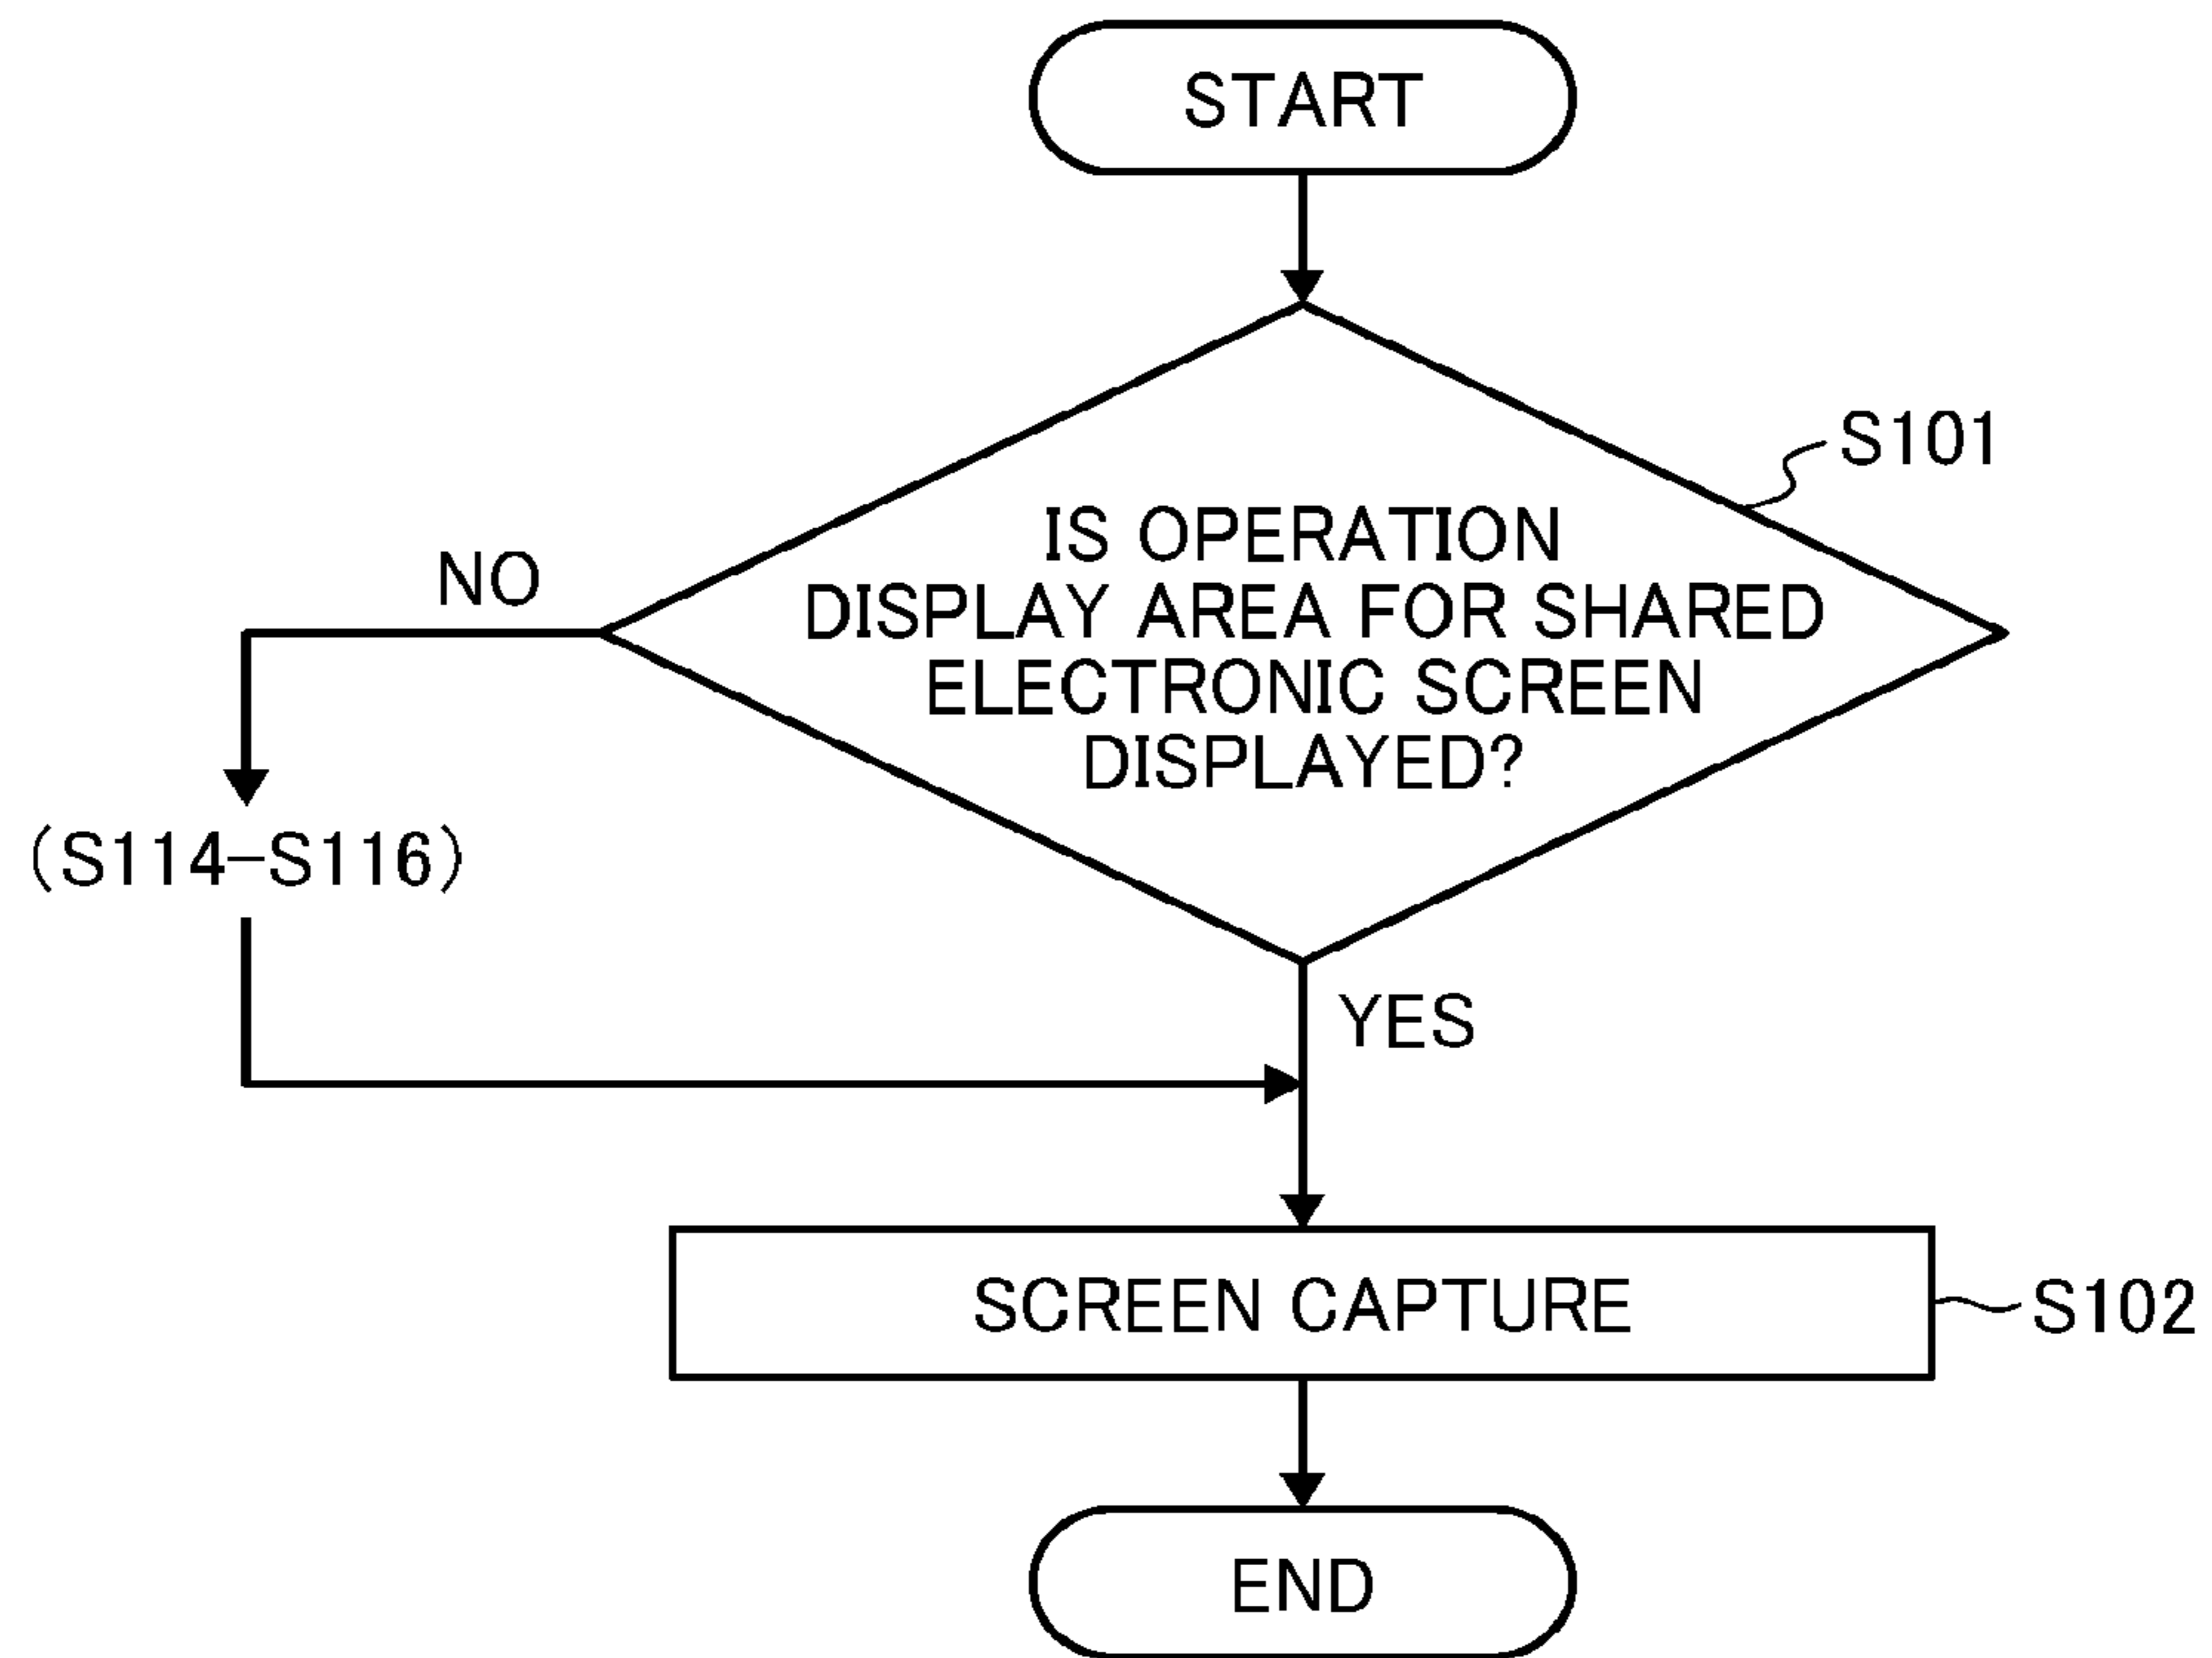 START
S101
IS OPERATION
DISPLAY AREA FOR SHARED
ELECTRONIC SCREEN
DISPLAYED?
NO
(S114-S116)
YES
SCREEN CAPTURE
S102
END